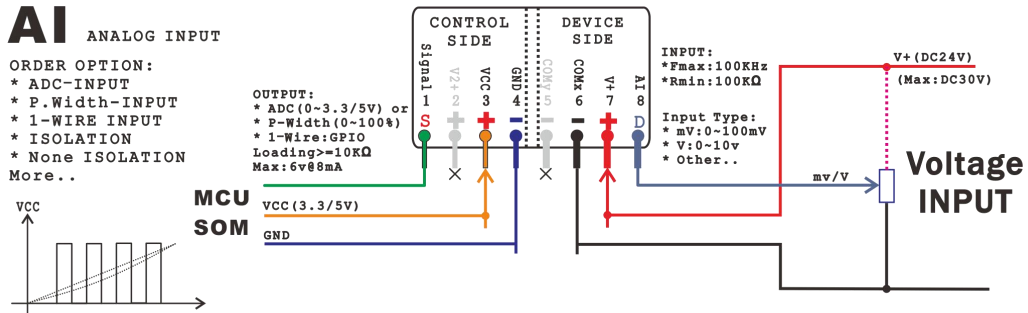 AI ANALOG INPUT
ORDER OPTION:
* ADC-INPUT
* P.Width-INPUT
* 1-WIRE INPUT
* ISOLATION
* None ISOLATION
More..
VCC
OUTPUT:
* ADC(0~3.3/5V) or
* P-Width(0~100%)
* 1-Wire:GPIO
Loading>=10KΩ
Max:6v@8mA
MCU
SOM
VCC(3.3/5V)
GND
CONTROL
SIDE
DEVICE
SIDE
Signal 1
V2+ 2
VCC 3
GND 4
COMy 5
COMx 6
V+ 7
AI 8
S
D
INPUT:
*Fmax:100KHz
*Rmin:100KΩ
Input Type:
* mV:0~100mV
* V:0~10v
* Other..
V+(DC24V)
(Max:DC30V)
mv/V
Voltage
INPUT